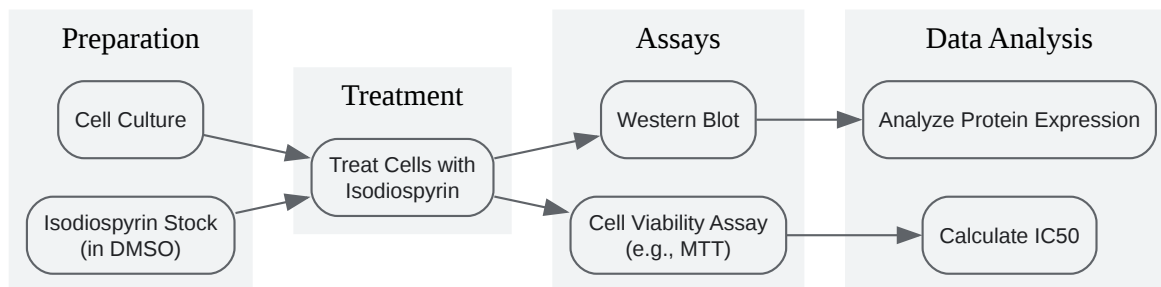 Preparation
Cell Culture
Isodiospyrin Stock
(in DMSO)
Treatment
Treat Cells with
Isodiospyrin
Assays
Western Blot
Cell Viability Assay
(e.g., MTT)
Data Analysis
Analyze Protein Expression
Calculate IC50